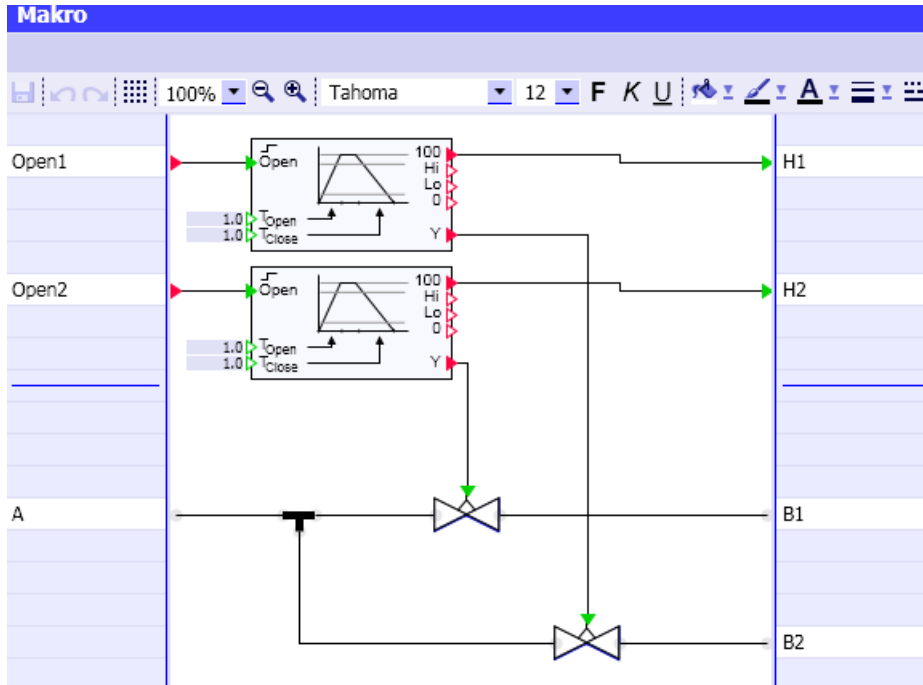 Makro
100% Tahoma 12 F K U A
Open1
Open
100
Hi
Lo
0
H1
1.0 TOpen
1.0 TClose
Y
Open2
Open
100
Hi
Lo
0
H2
1.0 TOpen
1.0 TClose
Y
A
B1
B2